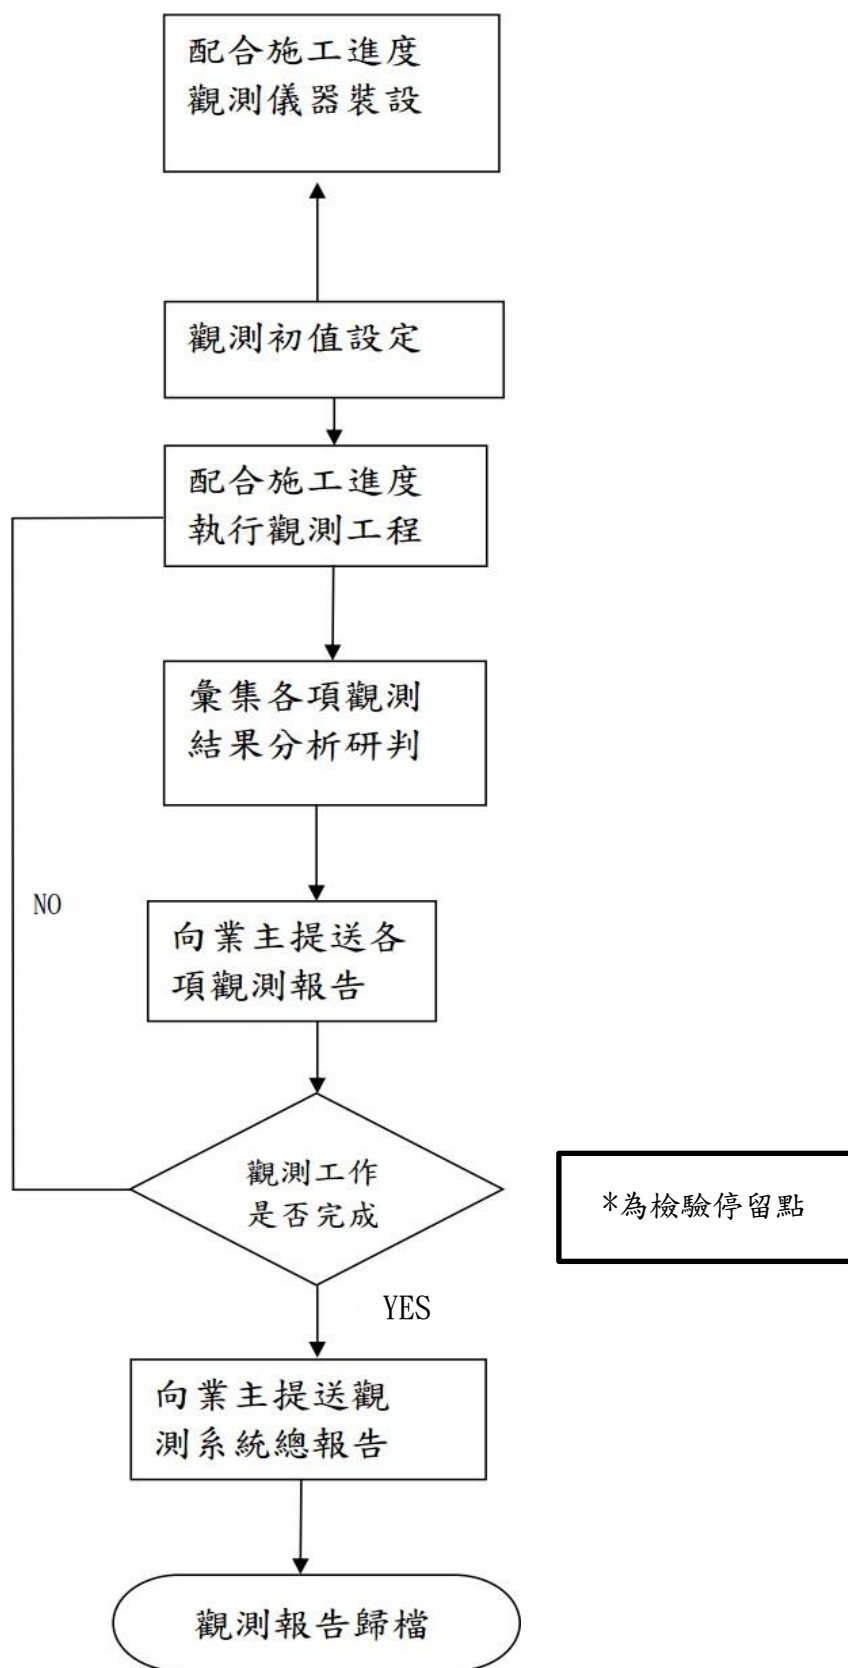 配合施工進度
觀測儀器裝設
觀測初值設定
配合施工進度
執行觀測工程
彙集各項觀測
結果分析研判
NO
向業主提送各
項觀測報告
觀測工作
是否完成
*為檢驗停留點
YES
向業主提送觀
測系統總報告
觀測報告歸檔